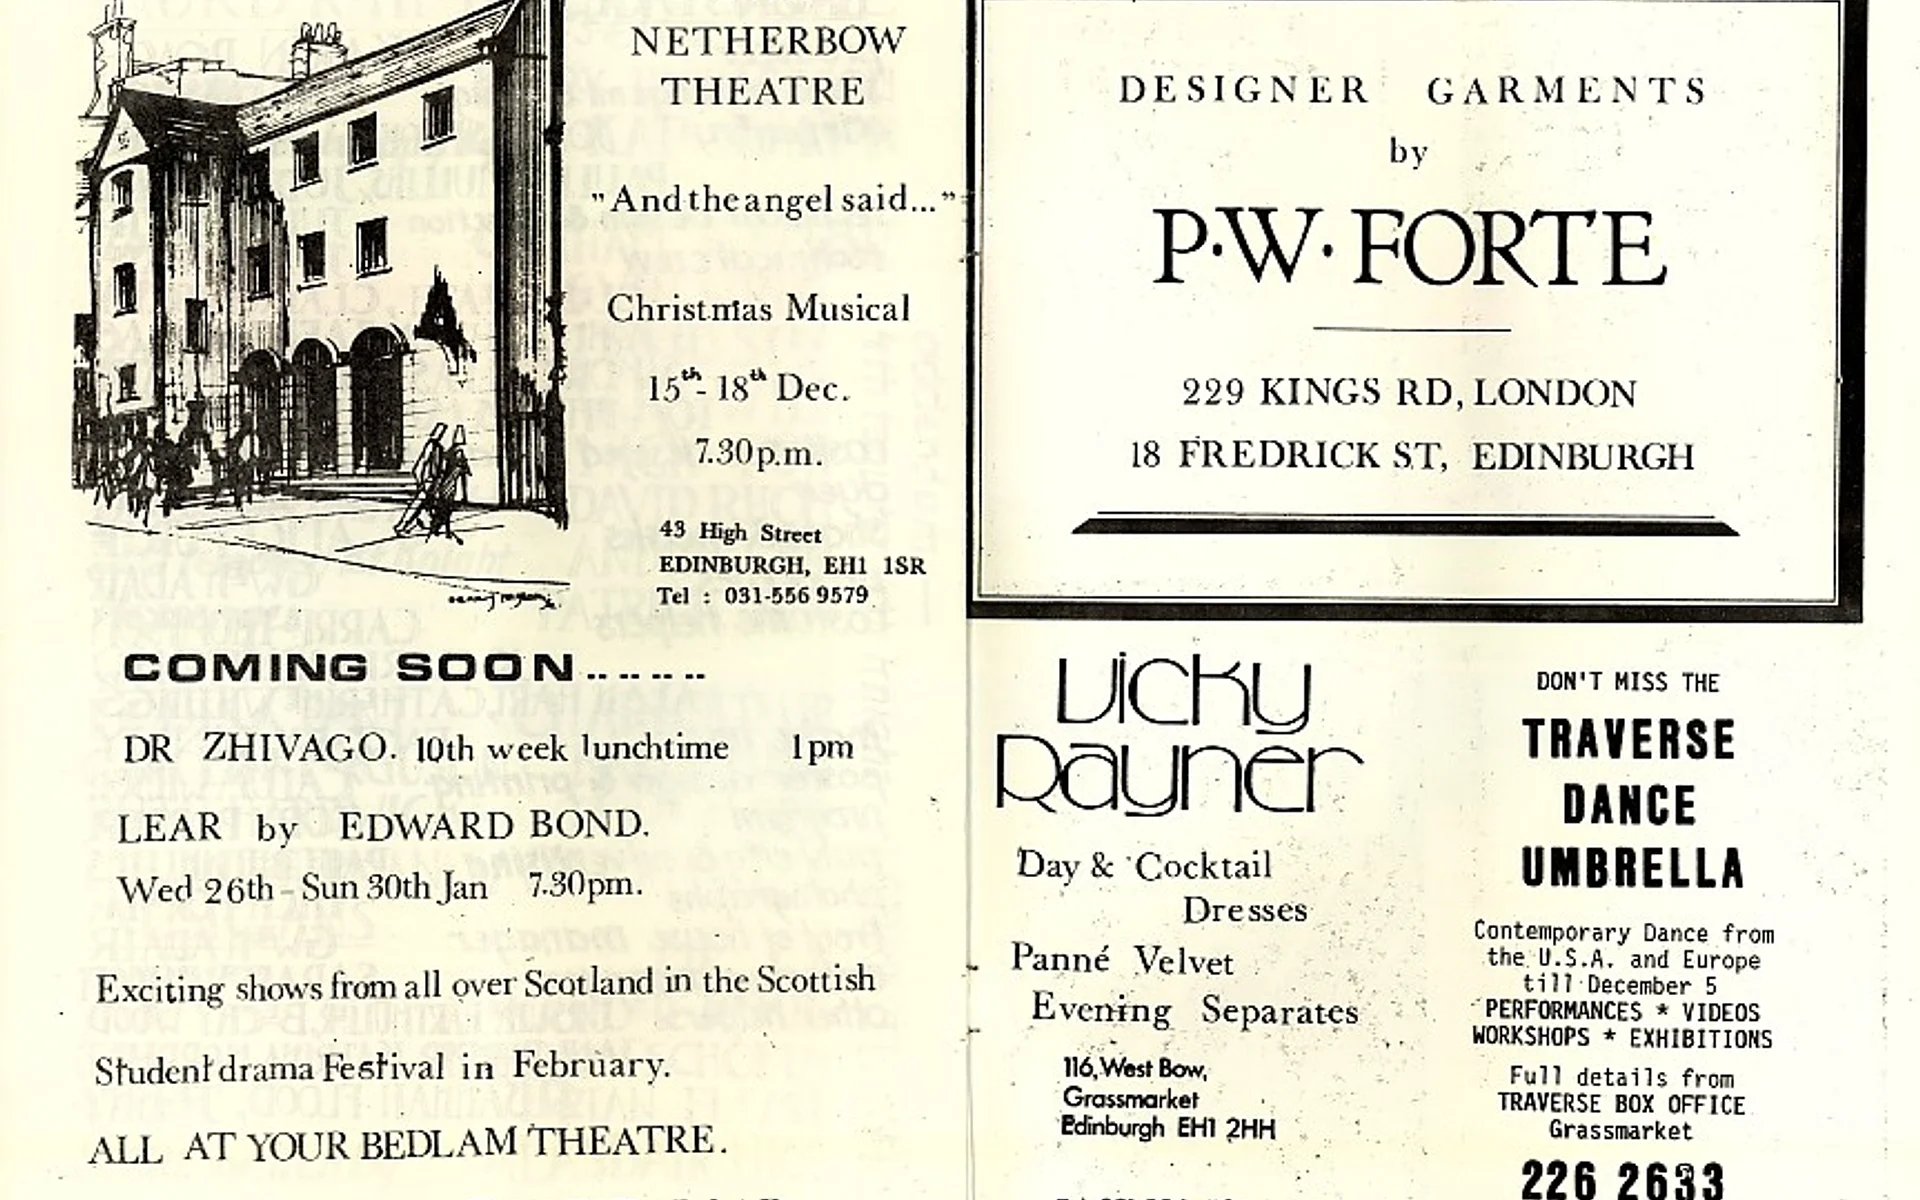 NETHERBOW
THEATRE
"And the angel said..."
Christmas Musical
15th - 18th Dec.
7.30p.m.
43 High Street
EDINBURGH, EH1 1SR
Tel : 031-556 9579
COMING SOON........
DR ZHIVAGO. 10th week lunchtime 1pm
LEAR by EDWARD BOND.
Wed 26th - Sun 30th Jan 7.30pm.
Exciting shows from all over Scotland in the Scottish
Student drama Festival in February.
ALL AT YOUR BEDLAM THEATRE.
DESIGNER GARMENTS
by
P·W·FORTE
229 KINGS RD, LONDON
18 FREDRICK ST, EDINBURGH
Vicky
Rayner
Day & Cocktail
Dresses
Panné Velvet
Evening Separates
116, West Bow,
Grassmarket
Edinburgh EH1 2HH
DON'T MISS THE
TRAVERSE
DANCE
UMBRELLA
Contemporary Dance from
the U.S.A. and Europe
till December 5
PERFORMANCES * VIDEOS
WORKSHOPS * EXHIBITIONS
Full details from
TRAVERSE BOX OFFICE
Grassmarket
226 2633